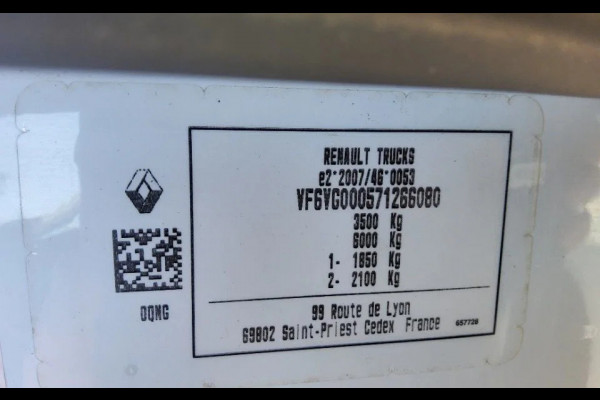 RENAULT TRUCKS
e2*2007/46*0053
VF6VG000571266080
3500 Kg
6000 Kg
1- 1850 Kg
2- 2100 Kg
99 Route de Lyon
69802 Saint-Priest Cedex France
657728
OQMG